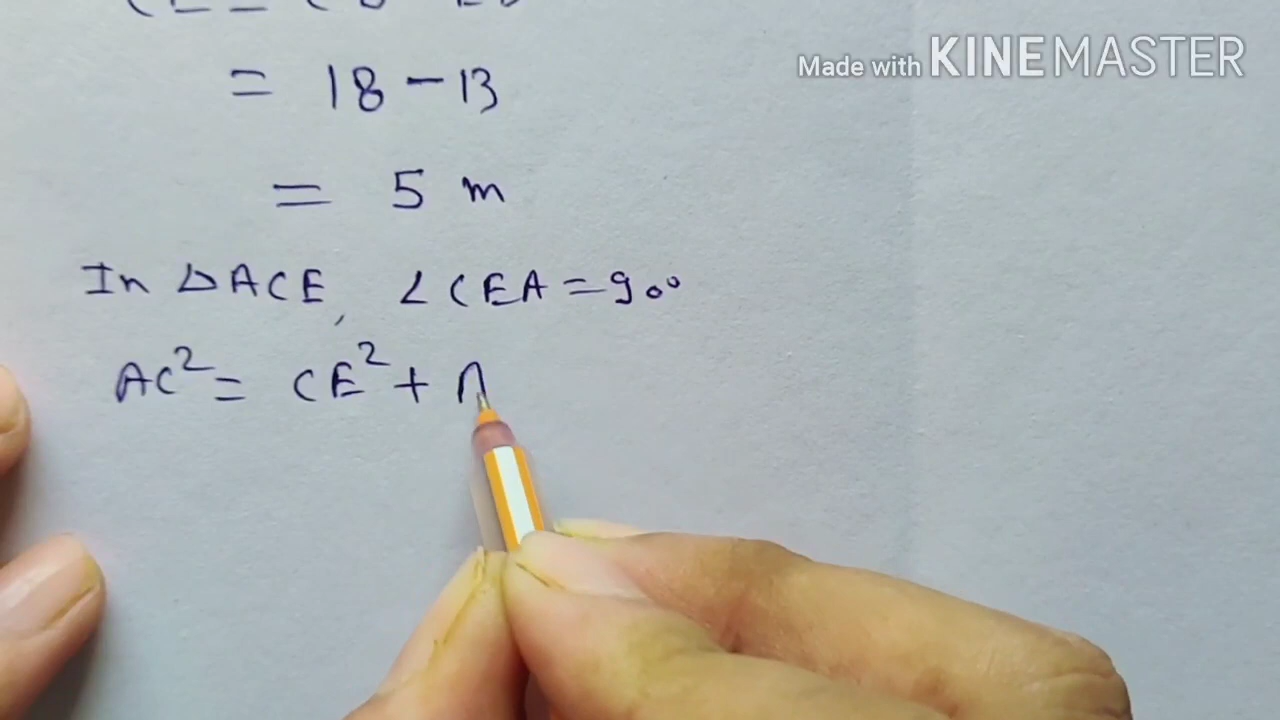 Made with KINEMASTER
= 18 - 13
= 5 m
In △ACE, ∠CEA = 90°
AC² = CE² + A